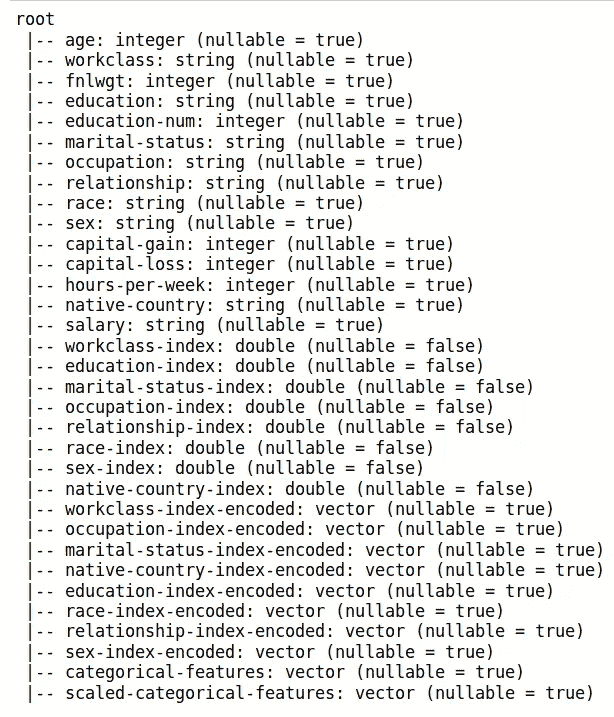 root
 |-- age: integer (nullable = true)
 |-- workclass: string (nullable = true)
 |-- fnlwgt: integer (nullable = true)
 |-- education: string (nullable = true)
 |-- education-num: integer (nullable = true)
 |-- marital-status: string (nullable = true)
 |-- occupation: string (nullable = true)
 |-- relationship: string (nullable = true)
 |-- race: string (nullable = true)
 |-- sex: string (nullable = true)
 |-- capital-gain: integer (nullable = true)
 |-- capital-loss: integer (nullable = true)
 |-- hours-per-week: integer (nullable = true)
 |-- native-country: string (nullable = true)
 |-- salary: string (nullable = true)
 |-- workclass-index: double (nullable = false)
 |-- education-index: double (nullable = false)
 |-- marital-status-index: double (nullable = false)
 |-- occupation-index: double (nullable = false)
 |-- relationship-index: double (nullable = false)
 |-- race-index: double (nullable = false)
 |-- sex-index: double (nullable = false)
 |-- native-country-index: double (nullable = false)
 |-- workclass-index-encoded: vector (nullable = true)
 |-- occupation-index-encoded: vector (nullable = true)
 |-- marital-status-index-encoded: vector (nullable = true)
 |-- native-country-index-encoded: vector (nullable = true)
 |-- education-index-encoded: vector (nullable = true)
 |-- race-index-encoded: vector (nullable = true)
 |-- relationship-index-encoded: vector (nullable = true)
 |-- sex-index-encoded: vector (nullable = true)
 |-- categorical-features: vector (nullable = true)
 |-- scaled-categorical-features: vector (nullable = true)